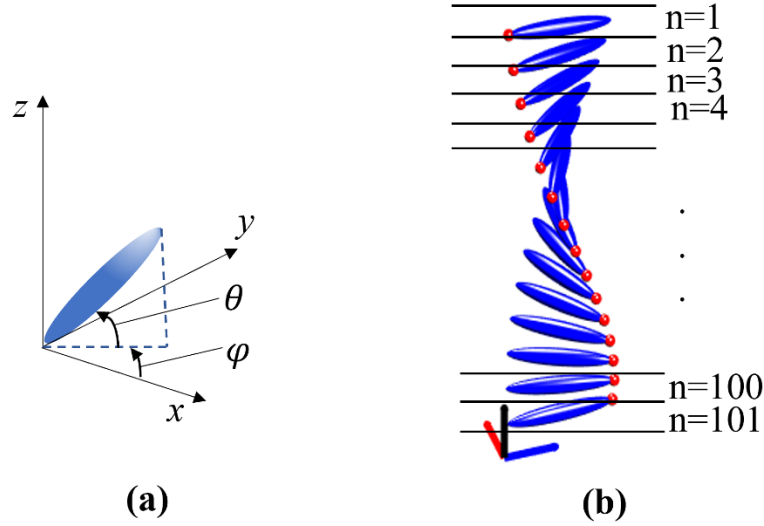 z
y
θ
φ
x
(a)
n=1
n=2
n=3
n=4
.
.
.
n=100
n=101
(b)